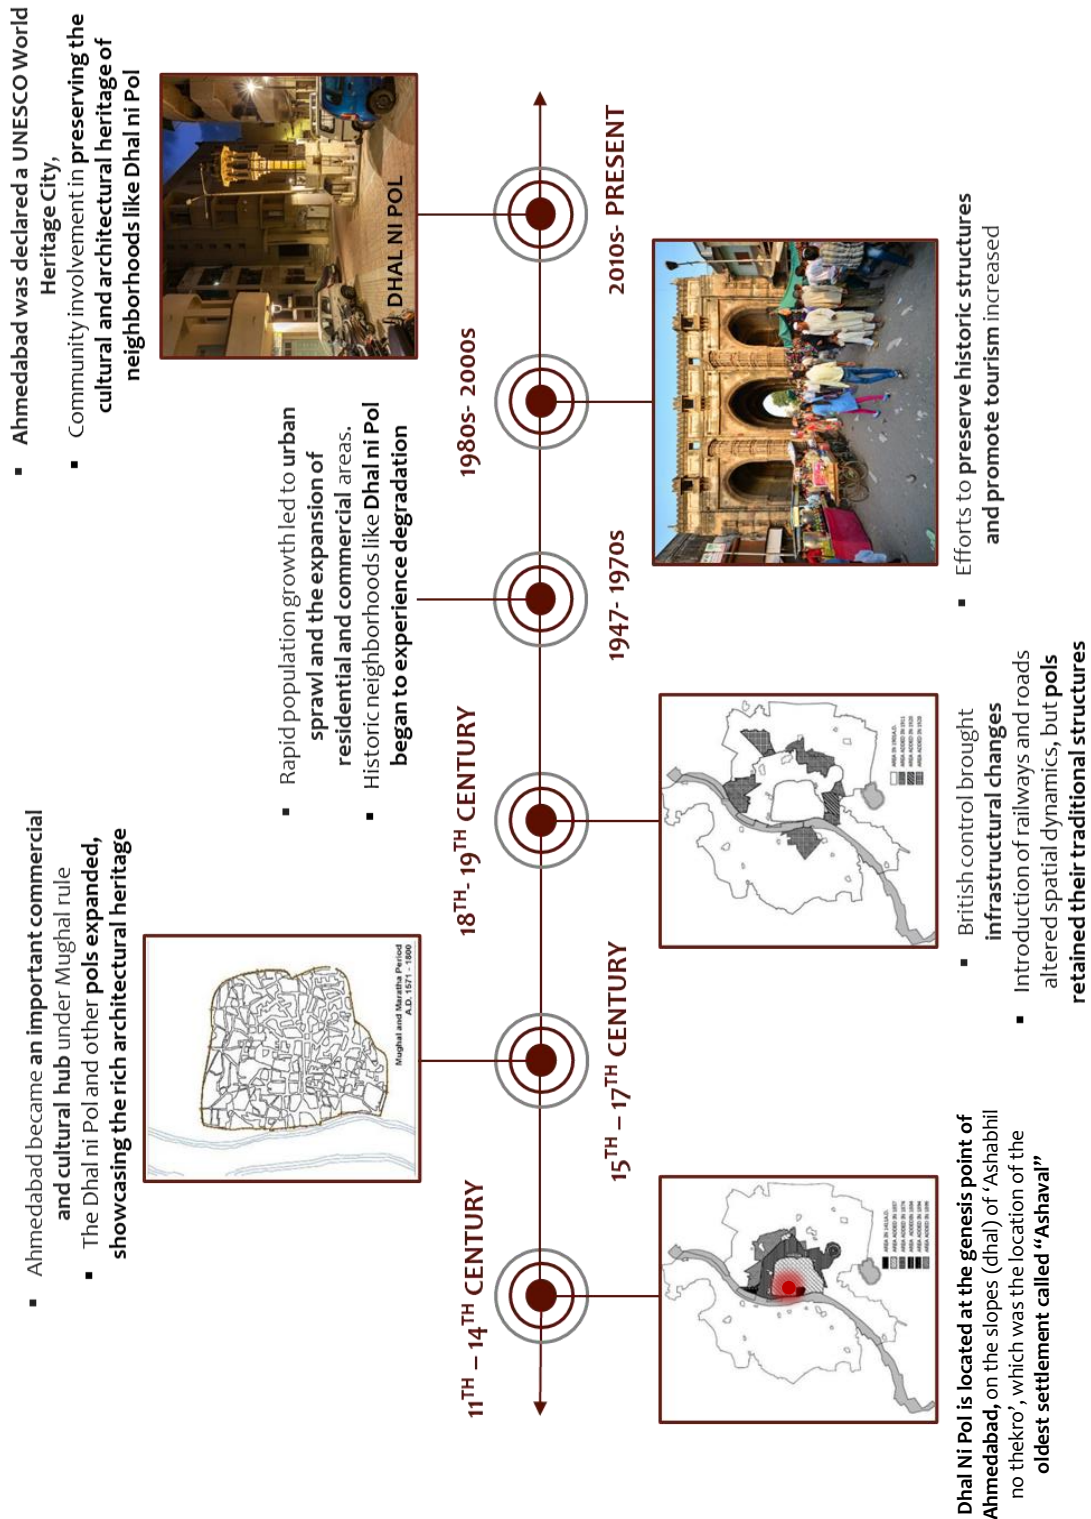 Ahmedabad became an important commercial
and cultural hub under Mughal rule
The Dhal ni Pol and other pols expanded,
showcasing the rich architectural heritage
Rapid population growth led to urban
sprawl and the expansion of
residential and commercial areas.
Historic neighborhoods like Dhal ni Pol
began to experience degradation
Ahmedabad was declared a UNESCO World
Heritage City,
Community involvement in preserving the
cultural and architectural heritage of
neighborhoods like Dhal ni Pol
Mughal and Maratha Period
A.D. 1571 - 1800
DHAL NI POL
11TH – 14TH CENTURY
15TH – 17TH CENTURY
18TH- 19TH CENTURY
1947- 1970s
1980s- 2000s
2010s- PRESENT
Dhal Ni Pol is located at the genesis point of
Ahmedabad, on the slopes (dhal) of ‘Ashabhil
no thekro’, which was the location of the
oldest settlement called “Ashaval”
British control brought
infrastructural changes
Introduction of railways and roads
altered spatial dynamics, but pols
retained their traditional structures
Efforts to preserve historic structures
and promote tourism increased